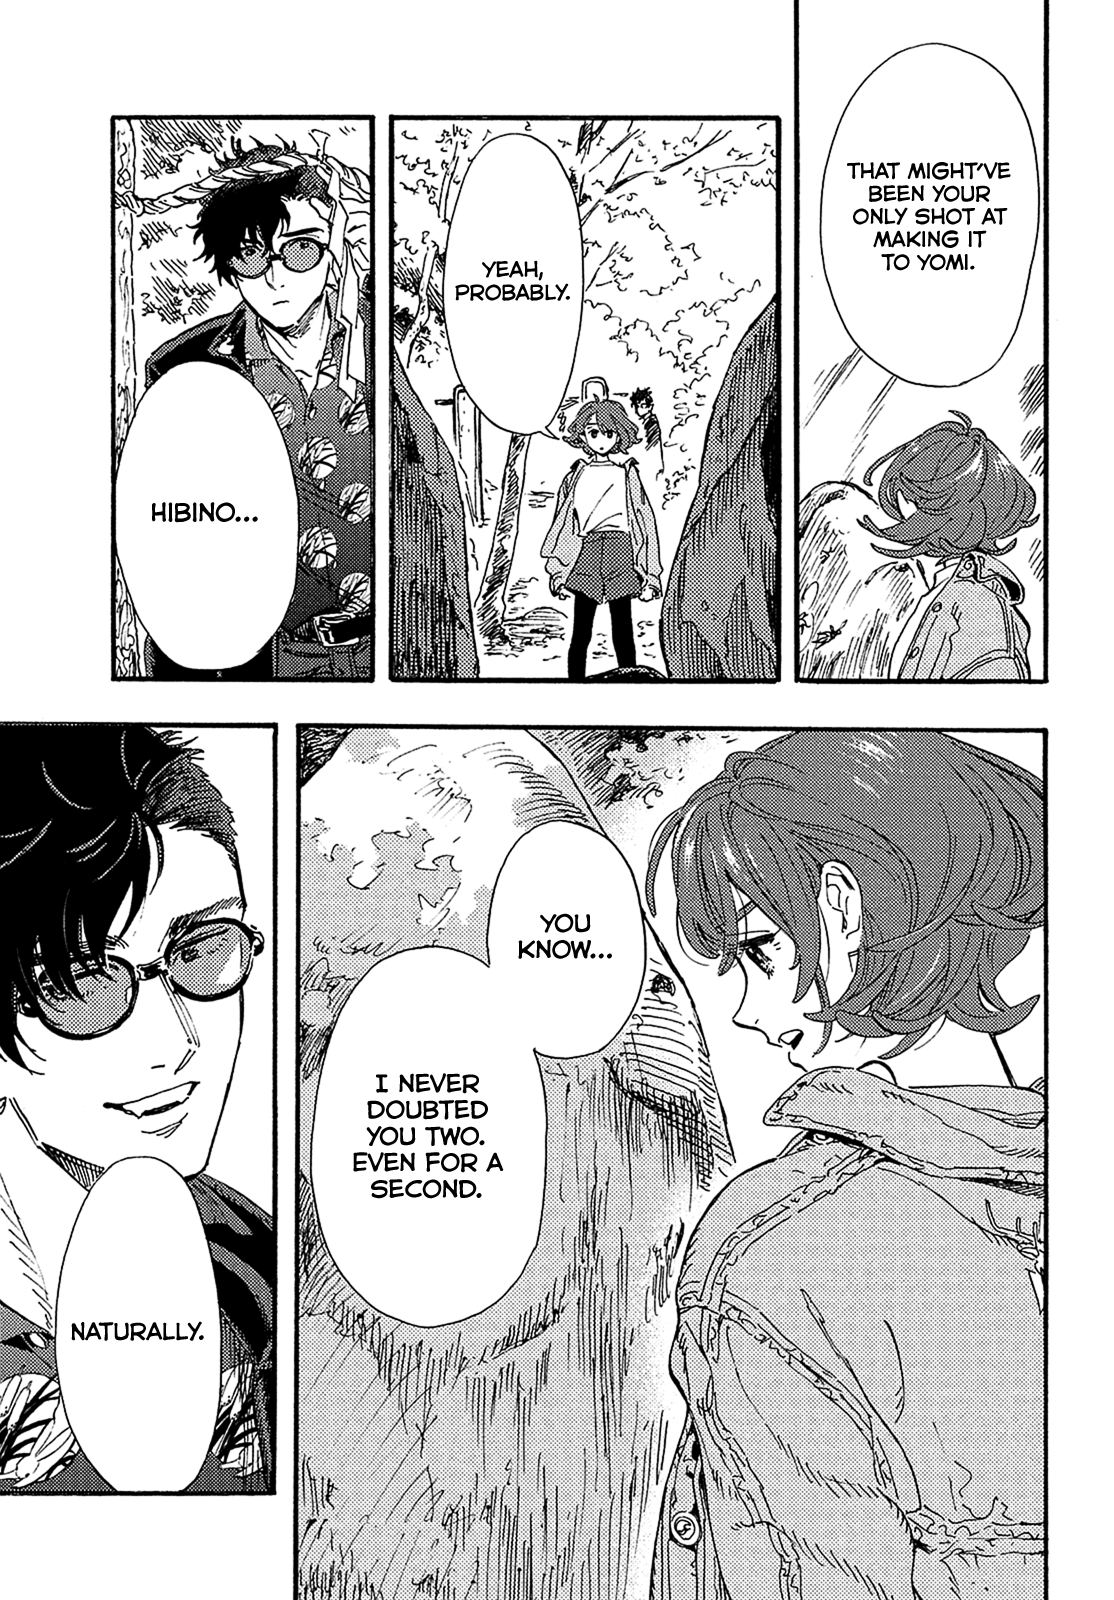 THAT MIGHT'VE
BEEN YOUR
ONLY SHOT AT
MAKING IT
TO YOMI.
YEAH,
PROBABLY.
HIBINO...
YOU
KNOW...
I NEVER
DOUBTED
YOU TWO.
EVEN FOR A
SECOND.
NATURALLY.